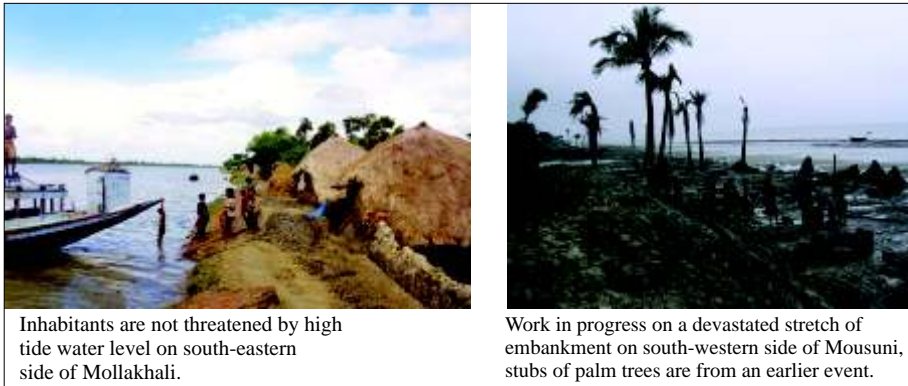 Inhabitants are not threatened by high
tide water level on south-eastern
side of Mollakhali.
Work in progress on a devastated stretch of
embankment on south-western side of Mousuni,
stubs of palm trees are from an earlier event.